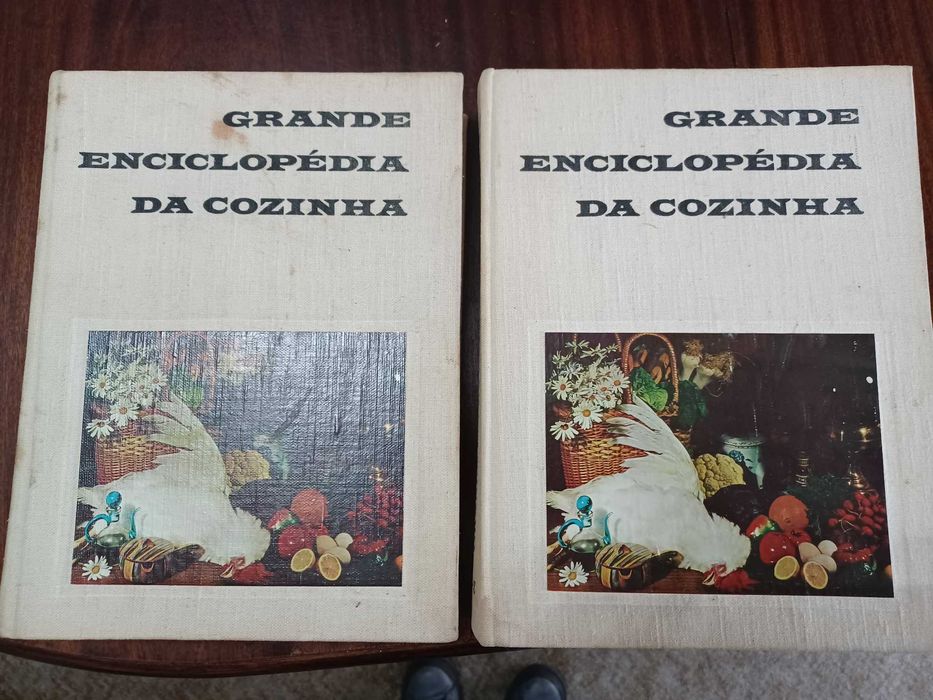 GRANDE
ENCICLOPÉDIA
DA COZINHA
GRANDE
ENCICLOPÉDIA
DA COZINHA